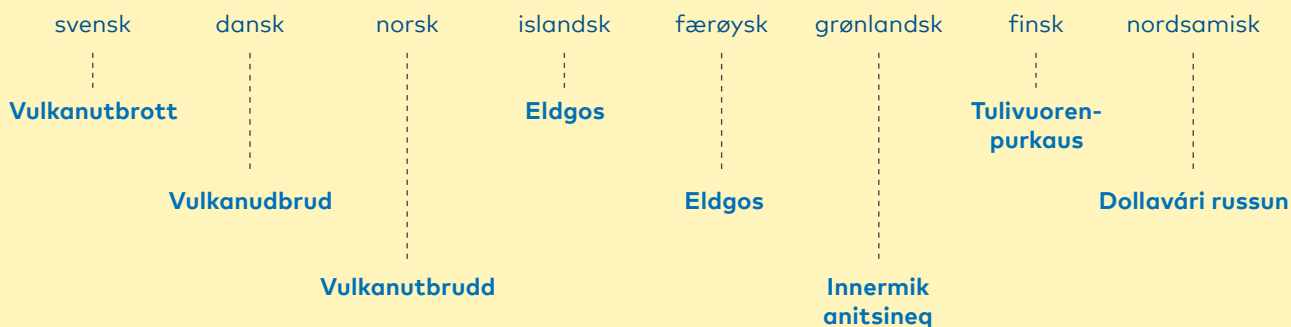 svensk dansk norsk islandsk færøysk grønlandsk finsk nordsamisk
Vulkanutbrott Eldgos Tulivuoren-
purkaus
Vulkanudbrud Eldgos Dollavári russun
Vulkanutbrudd Innermik
anitsineq